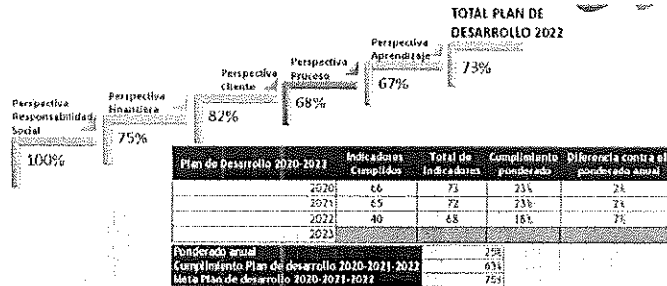 TOTAL PLAN DE
DESARROLLO 2022
73%
Perspectiva
Aprendizaje
67%
Perspectiva
Proceso
68%
Perspectiva
Cliente
82%
Perspectiva
Financiera
75%
Perspectiva
Responsabilidad
Social
100%
Plan de Desarrollo 2020-2023 Indicadores Cumplidos Total de Indicadores Cumplimiento ponderado Diferencia contra el ponderado anual
2020 66 73 23% 2%
2021 65 72 23% 2%
2022 40 68 18% 7%
2023
Ponderado anual 25%
Cumplimiento Plan de desarrollo 2020-2021-2022 63%
Meta Plan de desarrollo 2020-2021-2022 75%